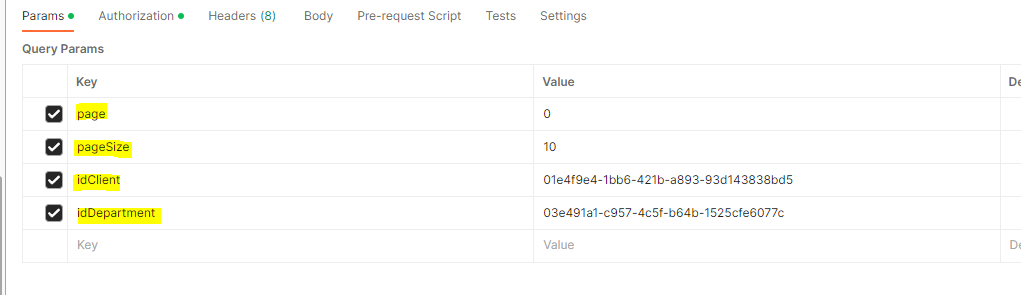 Params Authorization Headers (8) Body Pre-request Script Tests Settings
Query Params
Key Value De
page 0
pageSize 10
idClient 01e4f9e4-1bb6-421b-a893-93d143838bd5
idDepartment 03e491a1-c957-4c5f-b64b-1525cfe6077c
Key Value De